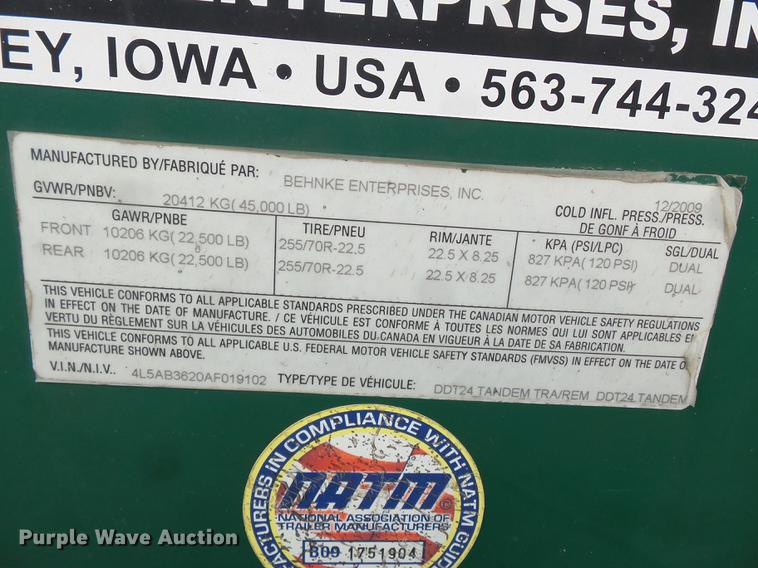 ENTERPRISES, IN
EY, IOWA • USA • 563-744-324
MANUFACTURED BY/FABRIQUÉ PAR: BEHNKE ENTERPRISES, INC.
GVWR/PNBV: 20412 KG( 45,000 LB) 12/2009
GAWR/PNBE TIRE/PNEU RIM/JANTE COLD INFL. PRESS./PRESS. DE GONF À FROID
KPA (PSI/LPC) SGL/DUAL
FRONT 10206 KG( 22,500 LB) 255/70R-22.5 22.5 X 8.25 827 KPA( 120 PSI) DUAL
REAR 10206 KG( 22,500 LB) 255/70R-22.5 22.5 X 8.25 827 KPA( 120 PSI) DUAL
THIS VEHICLE CONFORMS TO ALL APPLICABLE STANDARDS PRESCRIBED UNDER THE CANADIAN MOTOR VEHICLE SAFETY REGULATIONS
IN EFFECT ON THE DATE OF MANUFACTURE. / CE VÉHICULE EST CONFORME À TOUTES LES NORMES QUI LUI SONT APPLICABLES EN
VERTU DU RÈGLEMENT SUR LA SÉCURITÉ DES VÉHICULES AUTOMOBILES DU CANADA EN VIGUEUR À LA DATE DE SA FABRICATION.
THIS VEHICLE CONFORMS TO ALL APPLICABLE U.S. FEDERAL MOTOR VEHICLE SAFETY STANDARDS (FMVSS) IN EFFECT ON THE DATE OF
MANUFACTURE SHOWN ABOVE.
V.I.N./N.I.V.. 4L5AB3620AF019102 TYPE/TYPE DE VÉHICULE: DDT24 TANDEM TRA/REM DDT24 TANDEM
FACTURERS IN COMPLIANCE WITH NATM GUID
NATM
NATIONAL ASSOCIATION OF
TRAILER MANUFACTURERS
B09 1751904
Purple Wave Auction